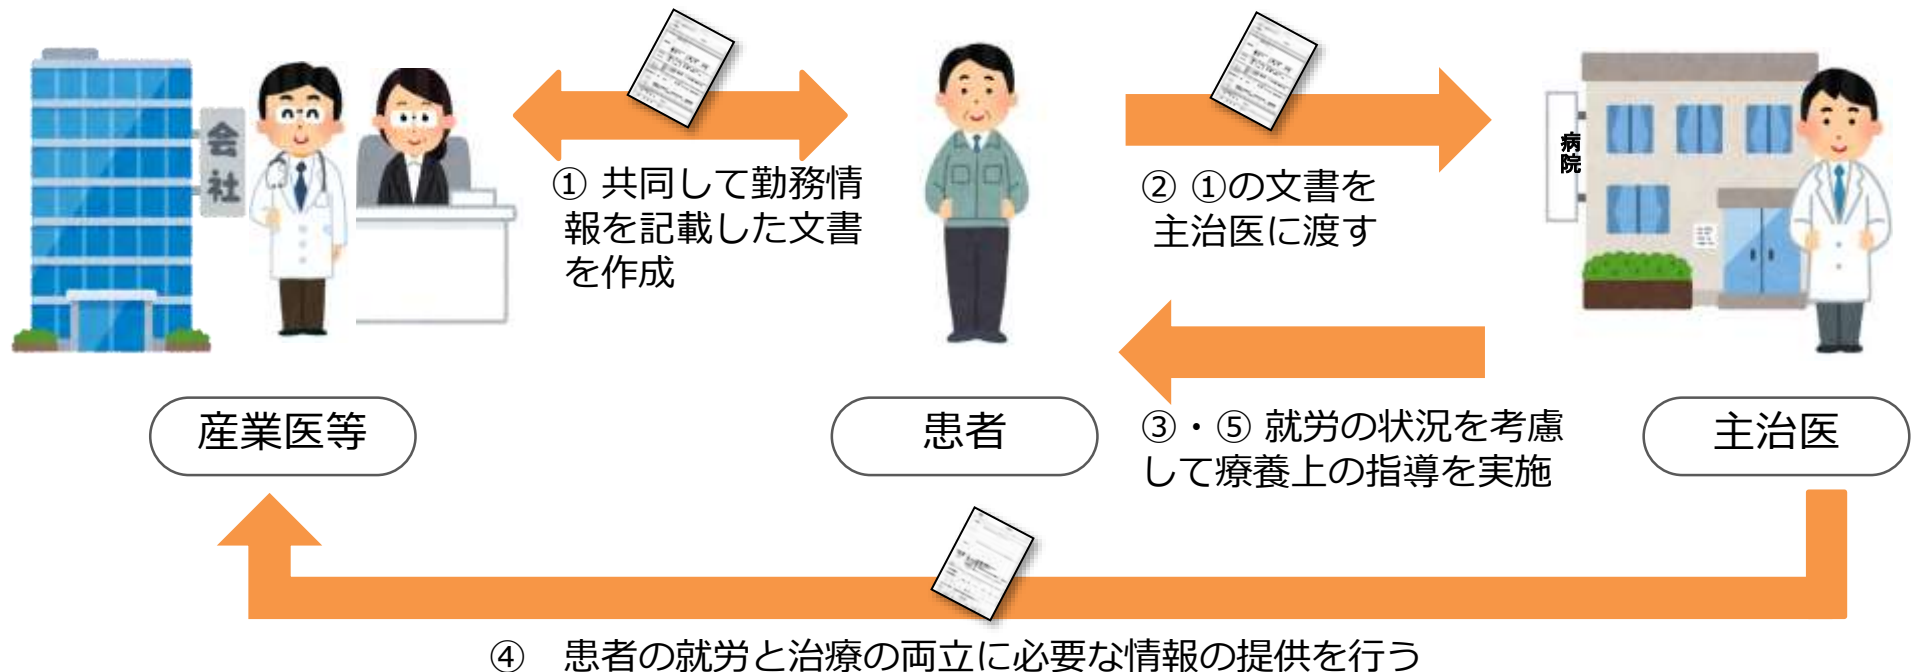 会社
病院
① 共同して勤務情
報を記載した文書
を作成
② ①の文書を
主治医に渡す
③・⑤ 就労の状況を考慮
して療養上の指導を実施
産業医等
患者
主治医
④ 患者の就労と治療の両立に必要な情報の提供を行う